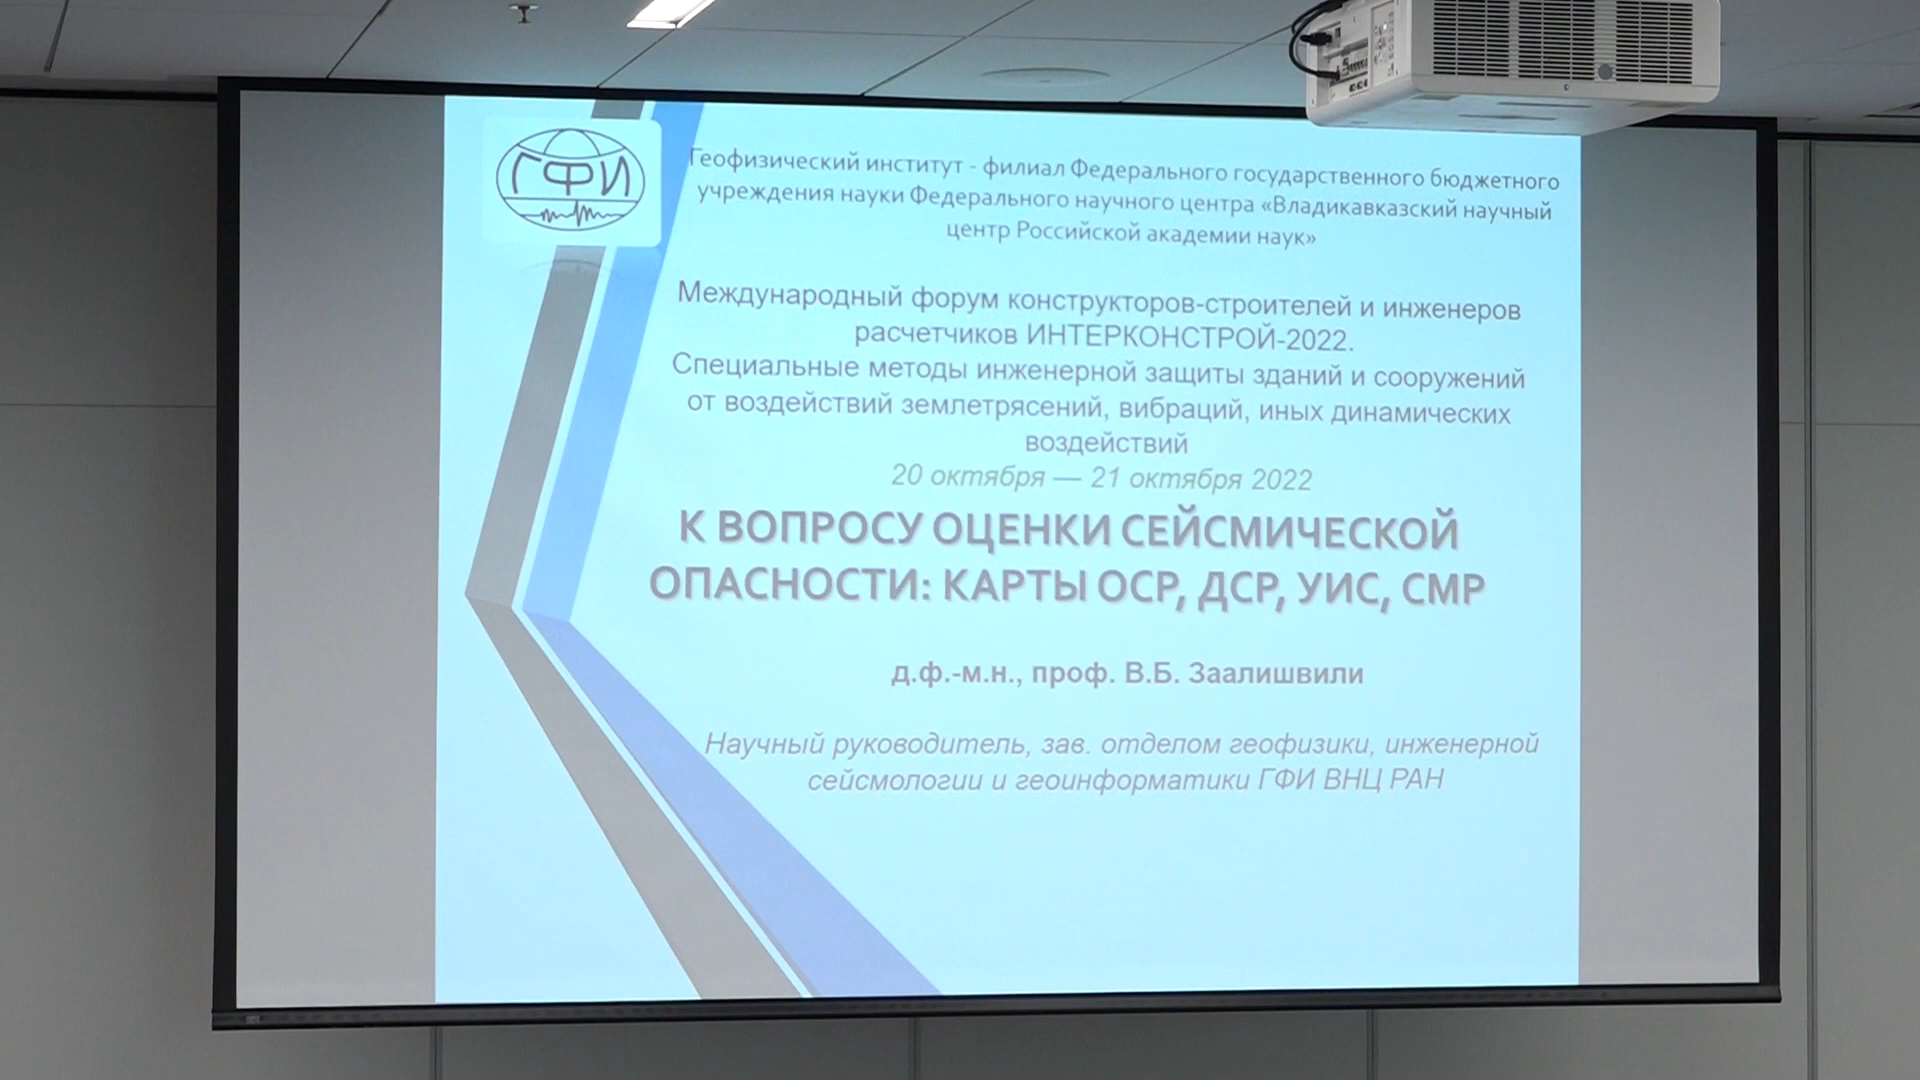 ГФИ
Геофизический институт - филиал Федерального государственного бюджетного
учреждения науки Федерального научного центра «Владикавказский научный
центр Российской академии наук»
Международный форум конструкторов-строителей и инженеров
расчетчиков ИНТЕРКОНСТРОЙ-2022.
Специальные методы инженерной защиты зданий и сооружений
от воздействий землетрясений, вибраций, иных динамических
воздействий
20 октября — 21 октября 2022
К ВОПРОСУ ОЦЕНКИ СЕЙСМИЧЕСКОЙ
ОПАСНОСТИ: КАРТЫ ОСР, ДСР, УИС, СМР
д.ф.-м.н., проф. В.Б. Заалишвили
Научный руководитель, зав. отделом геофизики, инженерной
сейсмологии и геоинформатики ГФИ ВНЦ РАН